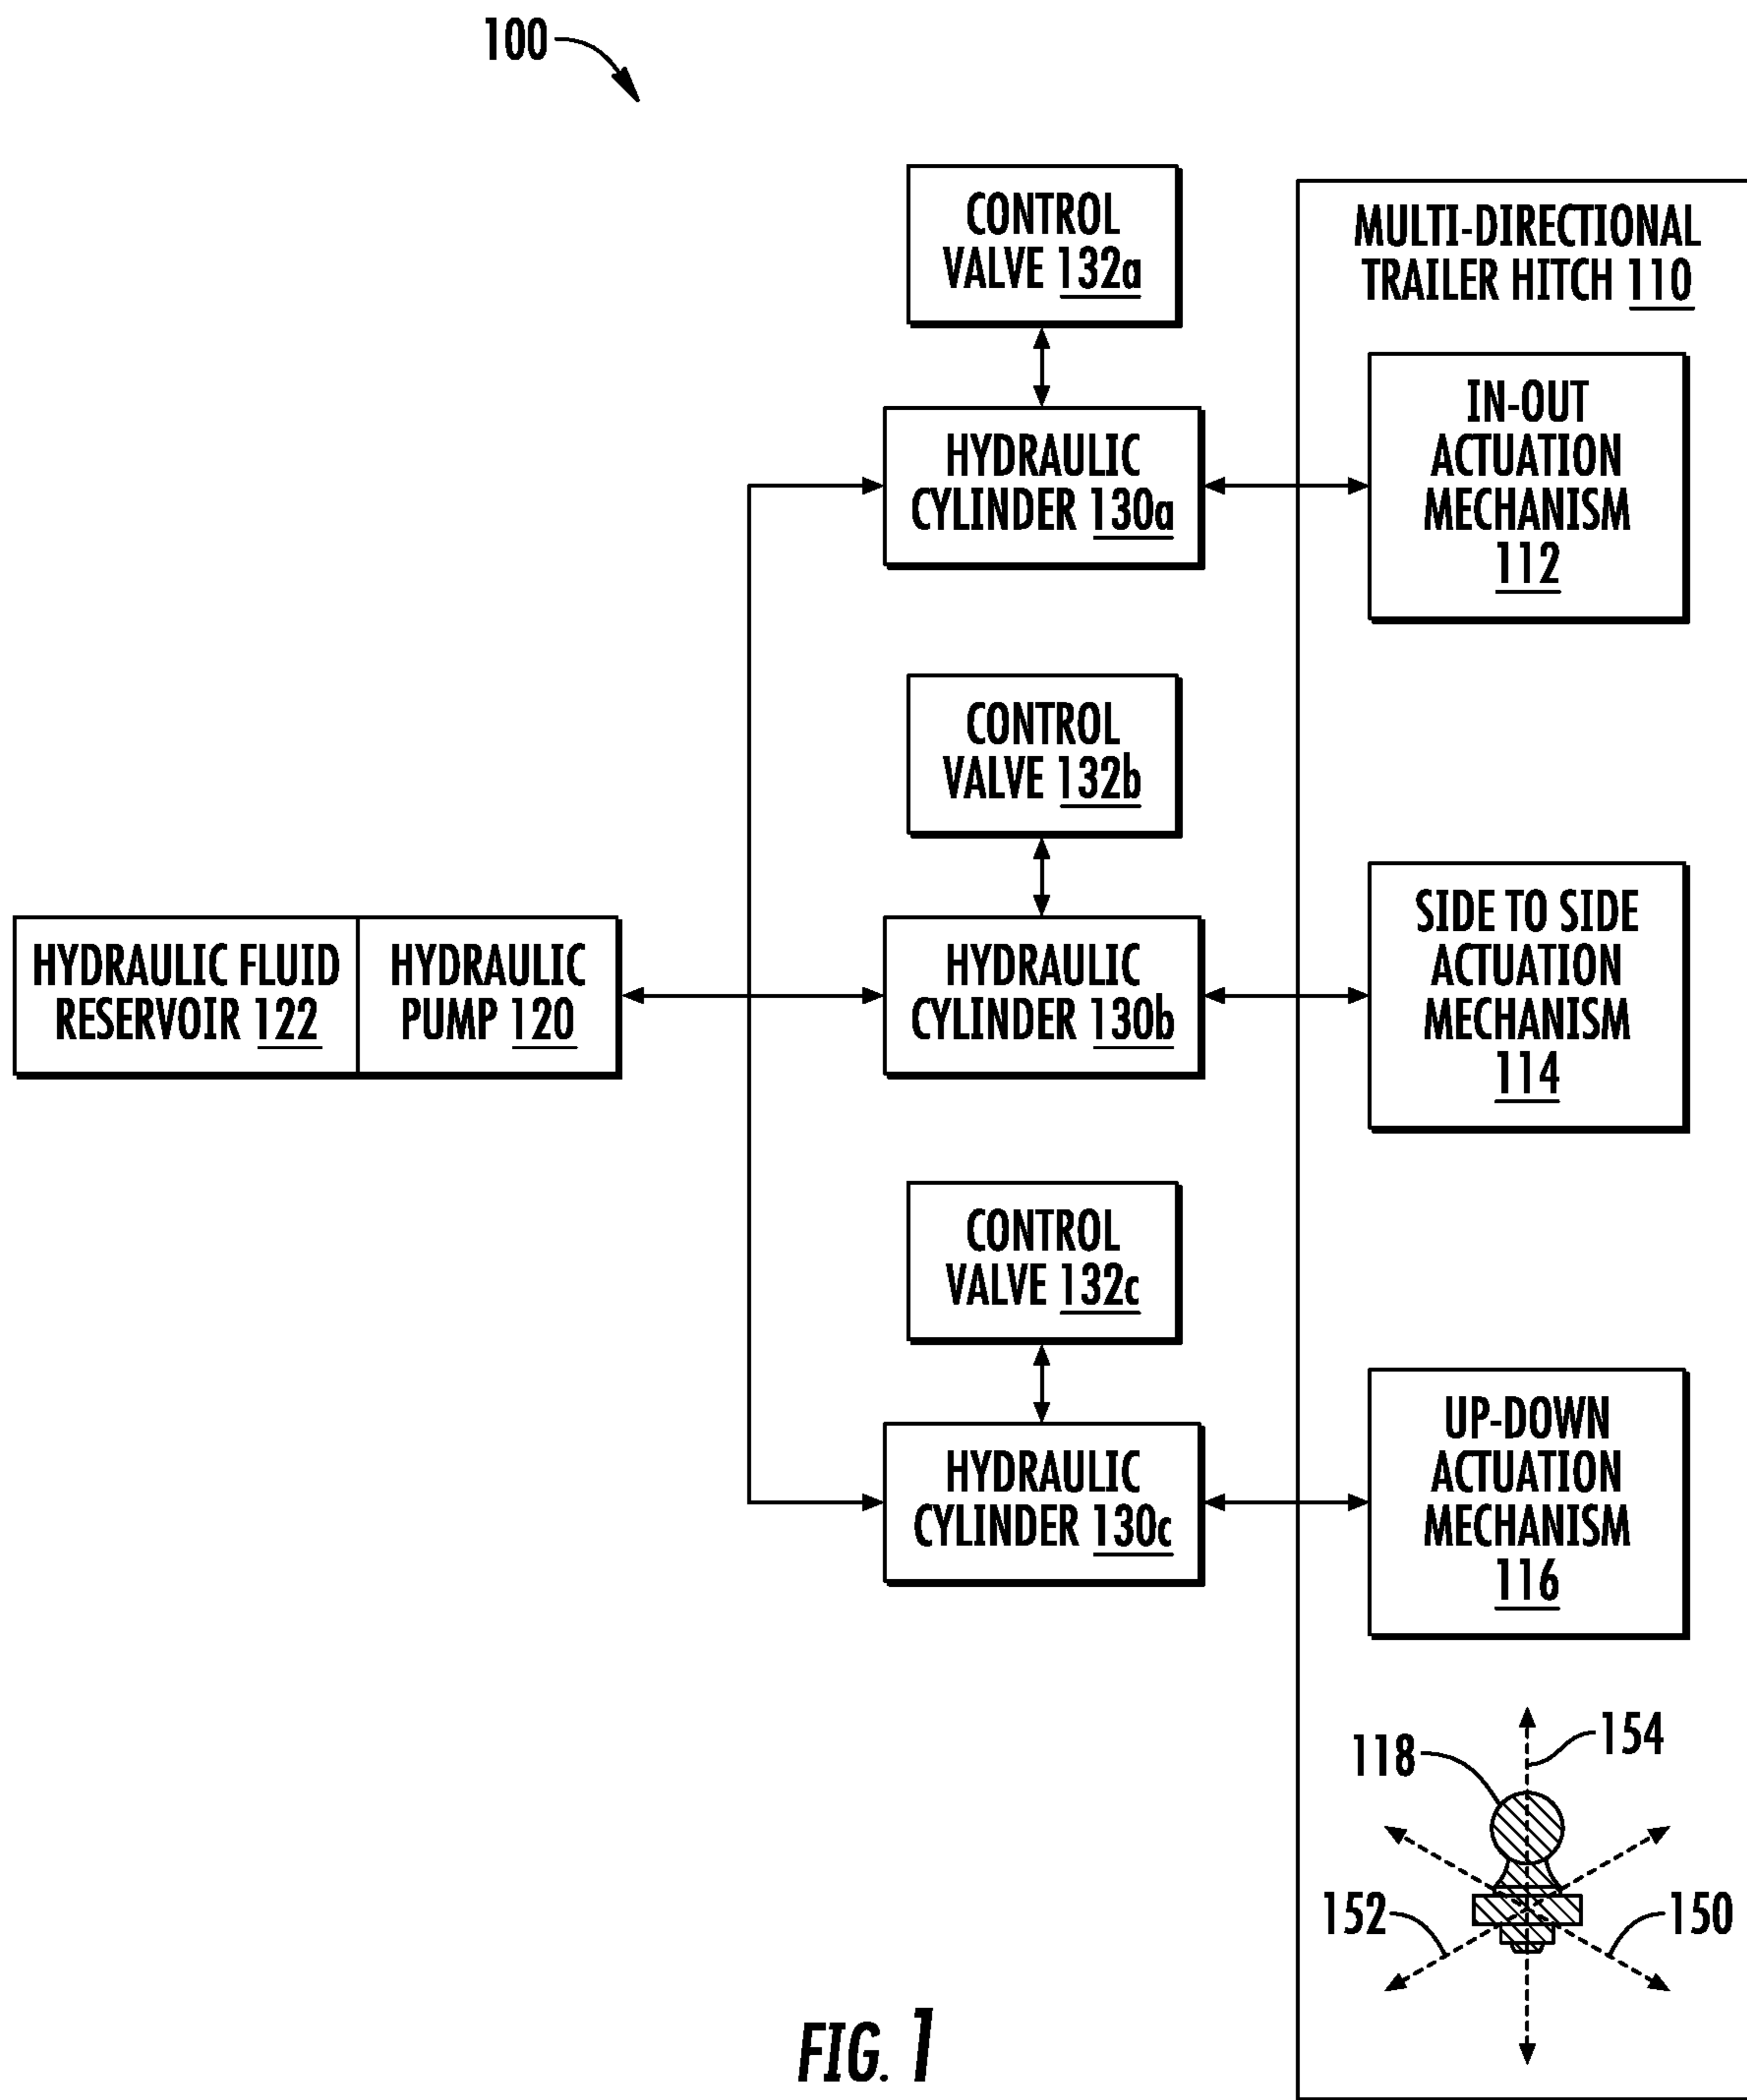 100
CONTROL
VALVE 132a
MULTI-DIRECTIONAL
TRAILER HITCH 110
HYDRAULIC
CYLINDER 130a
IN-OUT
ACTUATION
MECHANISM
112
CONTROL
VALVE 132b
HYDRAULIC FLUID
RESERVOIR 122
HYDRAULIC
PUMP 120
HYDRAULIC
CYLINDER 130b
SIDE TO SIDE
ACTUATION
MECHANISM
114
CONTROL
VALVE 132c
HYDRAULIC
CYLINDER 130c
UP-DOWN
ACTUATION
MECHANISM
116
154
118
152
150
FIG. 1